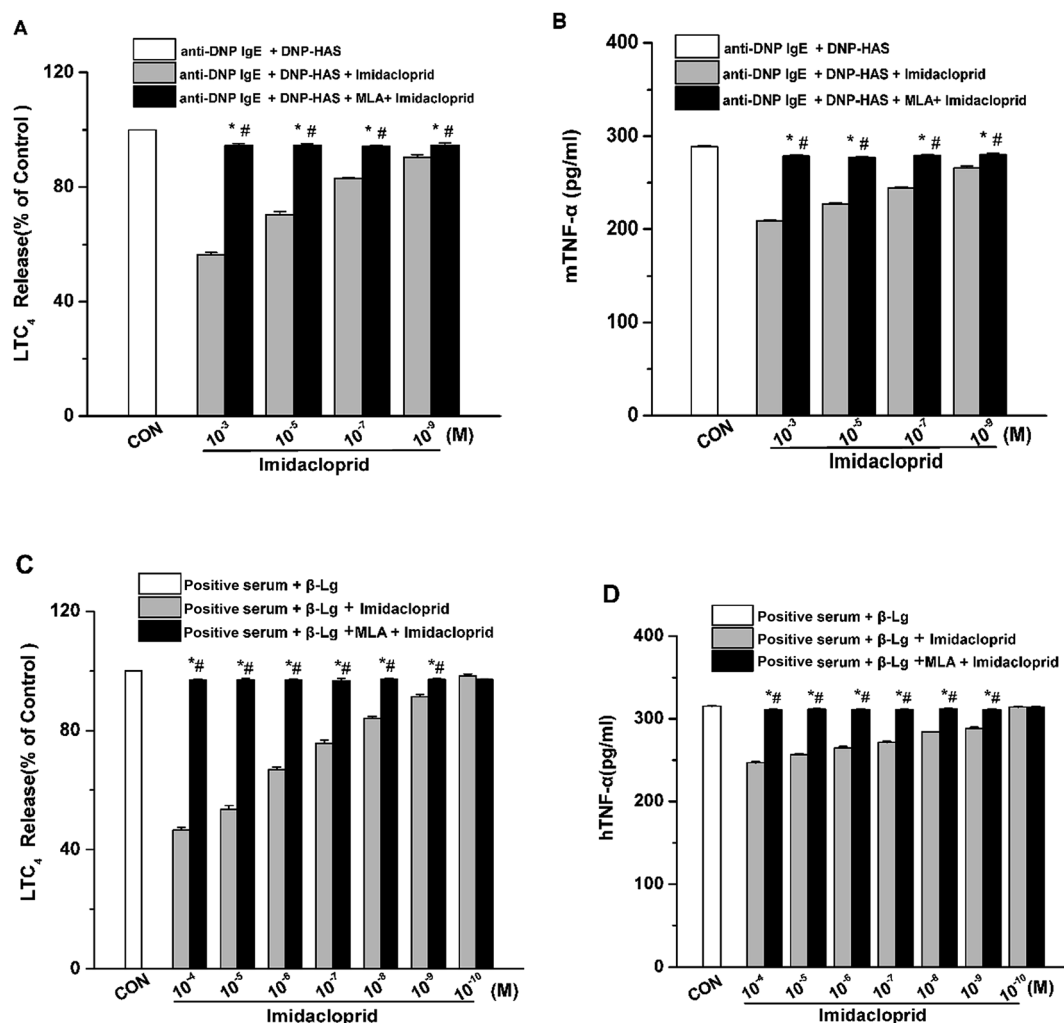 A
anti-DNP IgE + DNP-HAS
anti-DNP IgE + DNP-HAS + Imidacloprid
anti-DNP IgE + DNP-HAS + MLA+ Imidacloprid
120
80
40
0
LTC₄ Release(% of Control )
* #
* #
* #
* #
CON
10⁻³
10⁻⁵
10⁻⁷
10⁻⁹
(M)
Imidacloprid
B
anti-DNP IgE + DNP-HAS
anti-DNP IgE + DNP-HAS + Imidacloprid
anti-DNP IgE + DNP-HAS + MLA+ Imidacloprid
400
300
200
100
0
mTNF-α (pg/ml)
* #
* #
* #
* #
CON
10⁻³
10⁻⁵
10⁻⁷
10⁻⁹
(M)
Imidacloprid
C
Positive serum + β-Lg
Positive serum + β-Lg + Imidacloprid
Positive serum + β-Lg +MLA + Imidacloprid
120
80
40
0
LTC₄ Release(% of Control )
*#
*#
*#
*#
*#
*#
CON
10⁻⁴
10⁻⁵
10⁻⁶
10⁻⁷
10⁻⁸
10⁻⁹
10⁻¹⁰
(M)
Imidacloprid
D
Positive serum + β-Lg
Positive serum + β-Lg + Imidacloprid
Positive serum + β-Lg +MLA + Imidacloprid
400
300
200
100
0
hTNF-α(pg/ml)
*#
*#
*#
*#
*#
*#
CON
10⁻⁴
10⁻⁵
10⁻⁶
10⁻⁷
10⁻⁸
10⁻⁹
10⁻¹⁰
(M)
Imidacloprid